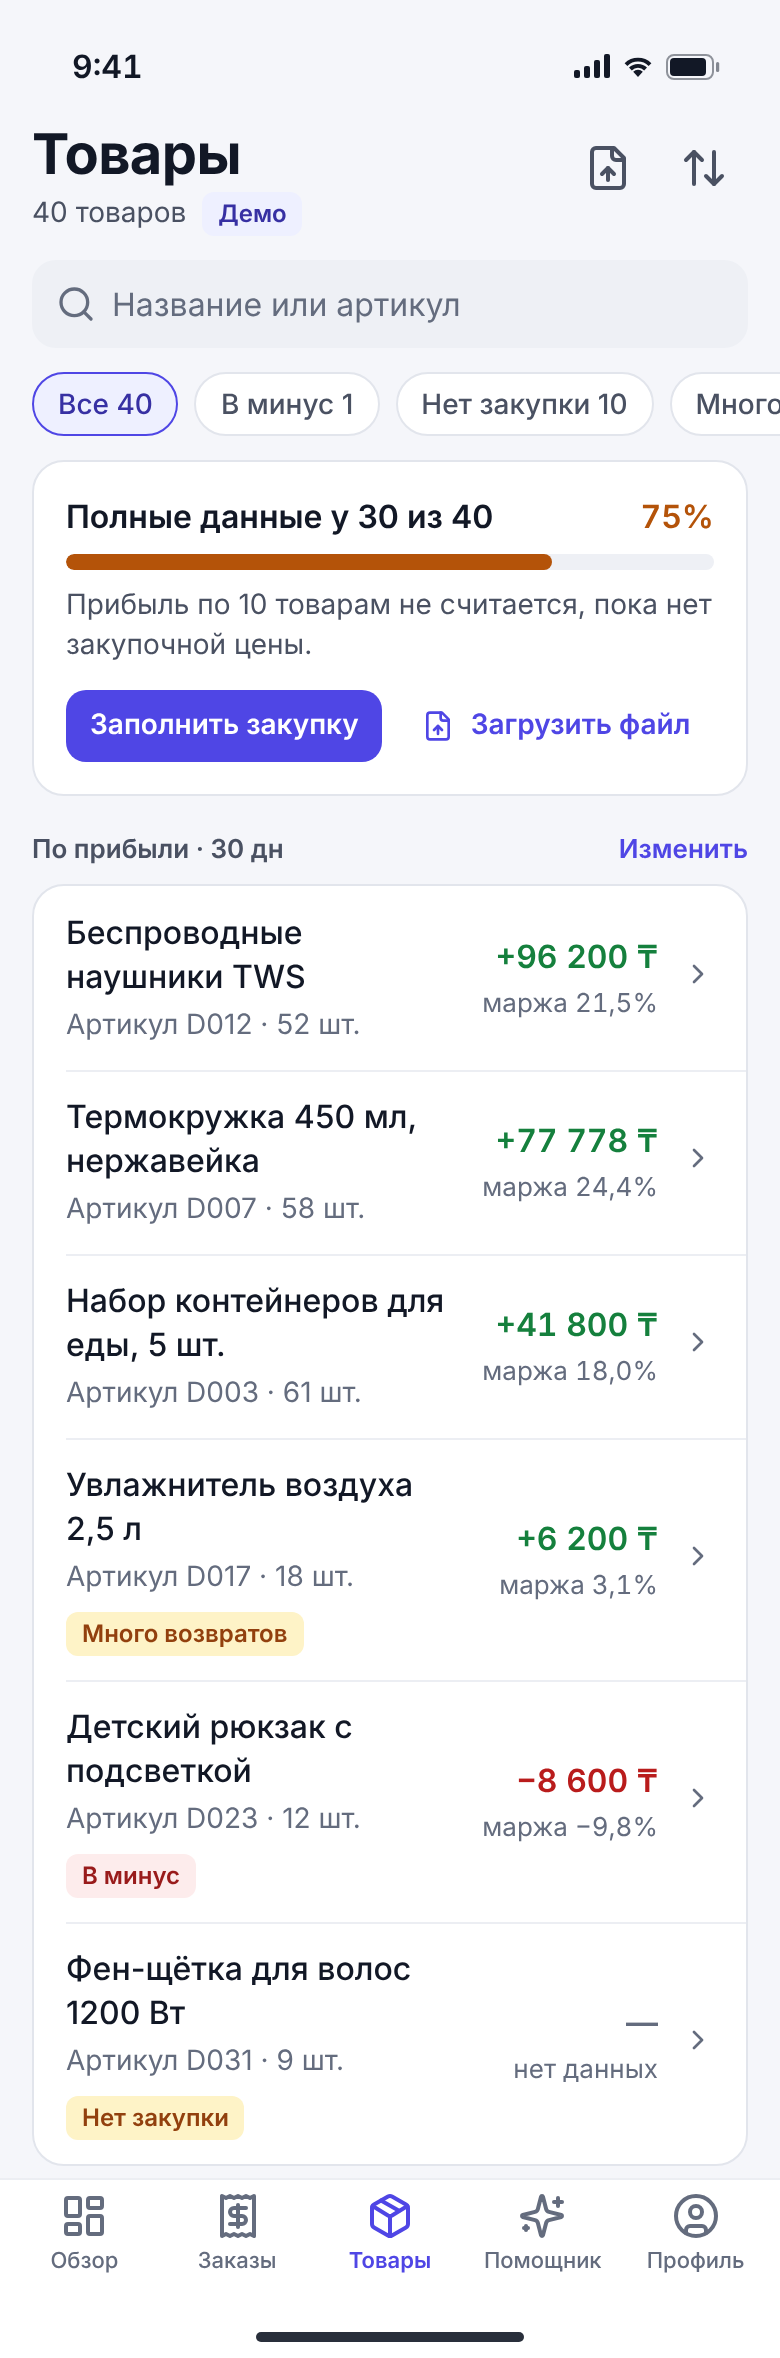 9:41
Товары
40 товаров Демо
Название или артикул
Все 40 В минус 1 Нет закупки 10 Много
Полные данные у 30 из 40 75%
Прибыль по 10 товарам не считается, пока нет
закупочной цены.
Заполнить закупку Загрузить файл
По прибыли · 30 дн Изменить
Беспроводные
наушники TWS
Артикул D012 · 52 шт.
+96 200 ₸
маржа 21,5%
Термокружка 450 мл,
нержавейка
Артикул D007 · 58 шт.
+77 778 ₸
маржа 24,4%
Набор контейнеров для
еды, 5 шт.
Артикул D003 · 61 шт.
+41 800 ₸
маржа 18,0%
Увлажнитель воздуха
2,5 л
Артикул D017 · 18 шт.
Много возвратов
+6 200 ₸
маржа 3,1%
Детский рюкзак с
подсветкой
Артикул D023 · 12 шт.
В минус
−8 600 ₸
маржа −9,8%
Фен-щётка для волос
1200 Вт
Артикул D031 · 9 шт.
Нет закупки
—
нет данных
Обзор Заказы Товары Помощник Профиль